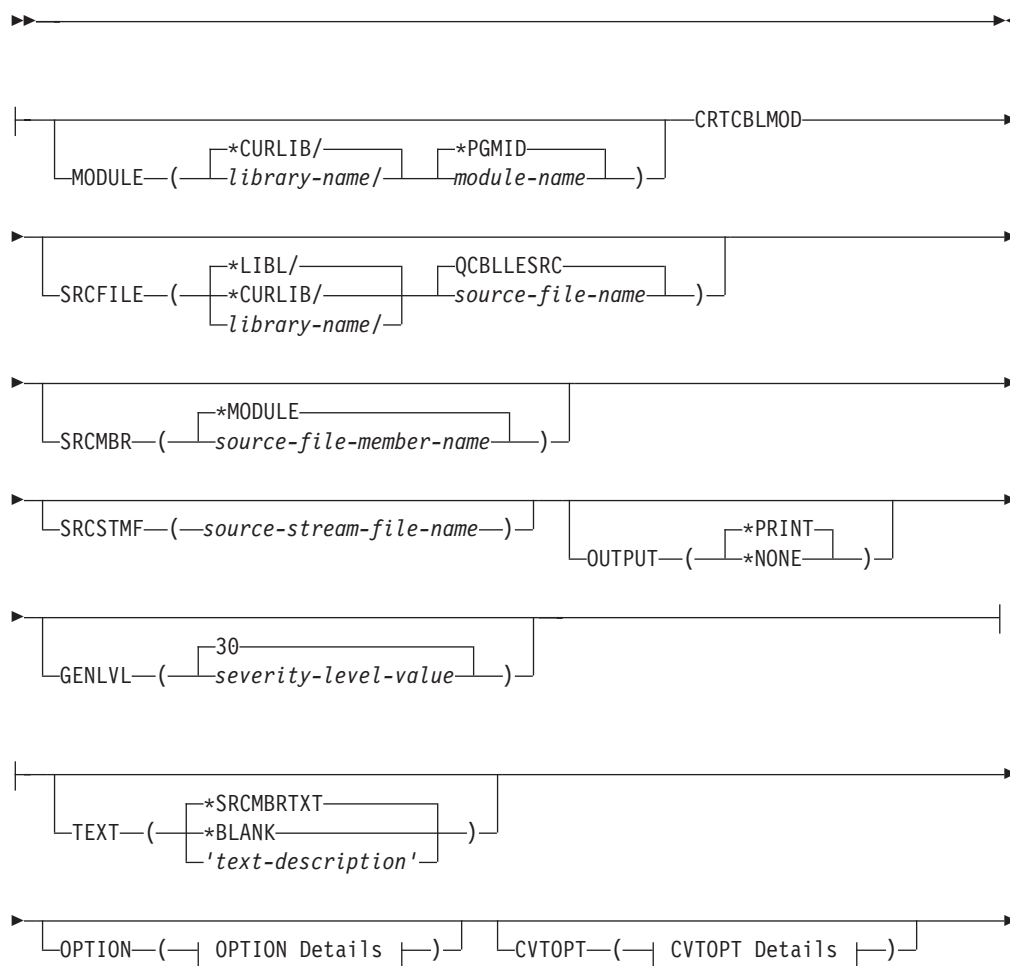 *CURLIB/ *PGMID CRTCBLMOD
MODULE ( library-name/ module-name )
*LIBL/ QCBLLESRC
SRCFILE ( *CURLIB/ source-file-name )
library-name/
*MODULE
SRCMBR ( source-file-member-name )
SRCSTMF ( source-stream-file-name ) *PRINT
OUTPUT ( *NONE )
30
GENLVL ( severity-level-value )
*SRCMBRTXT
TEXT ( *BLANK )
'text-description'
OPTION ( OPTION Details ) CVTOPT ( CVTOPT Details )